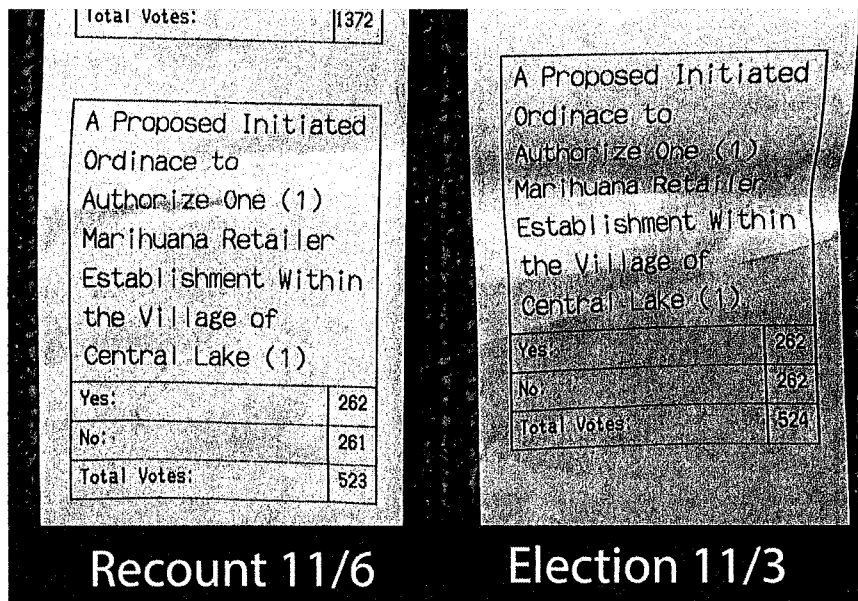 Total Votes: 1372
A Proposed Initiated
Ordinace to
Authorize One (1)
Marihuana Retailer
Establishment Within
the Village of
Central Lake (1)
Yes: 262
No: 261
Total Votes: 523
Recount 11/6
A Proposed Initiated
Ordinace to
Authorize One (1)
Marihuana Retailer
Establishment Within
the Village of
Central Lake (1)
Yes: 262
No: 262
Total Votes: 524
Election 11/3